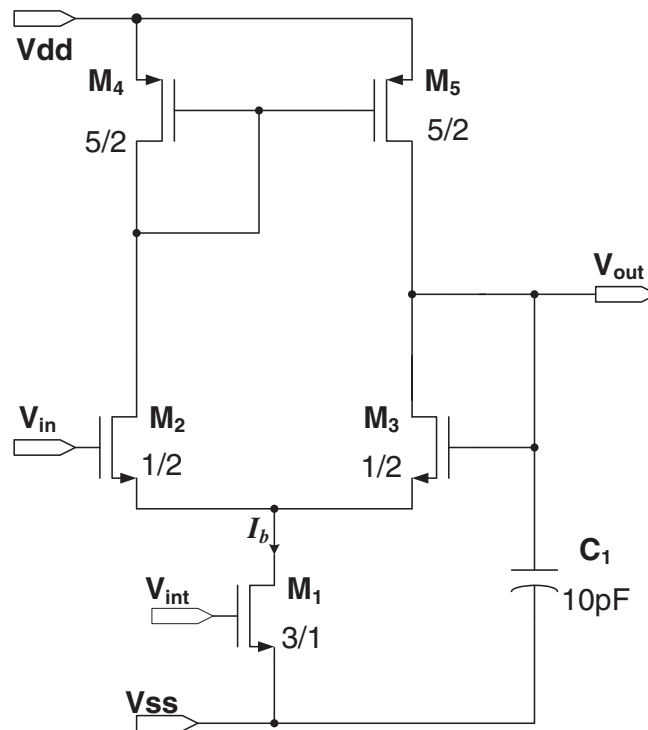 Vdd
M4
M5
5/2
5/2
Vout
Vin
M2
M3
1/2
1/2
Ib
C1
Vint
M1
10pF
3/1
Vss